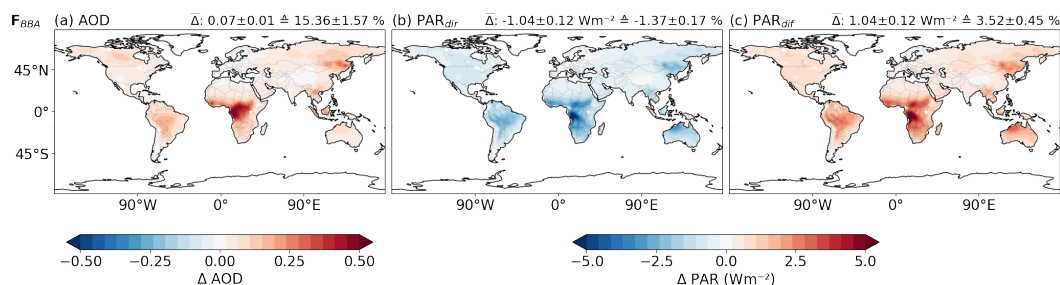 F_BBA (a) AOD Δ̅: 0.07±0.01 ≙ 15.36±1.57 % (b) PAR_dir Δ̅: -1.04±0.12 Wm⁻² ≙ -1.37±0.17 % (c) PAR_dif Δ̅: 1.04±0.12 Wm⁻² ≙ 3.52±0.45 %
45°N
0°
45°S
90°W 0° 90°E 90°W 0° 90°E 90°W 0° 90°E
−0.50 −0.25 0.00 0.25 0.50 −5.0 −2.5 0.0 2.5 5.0
Δ AOD Δ PAR (Wm⁻²)